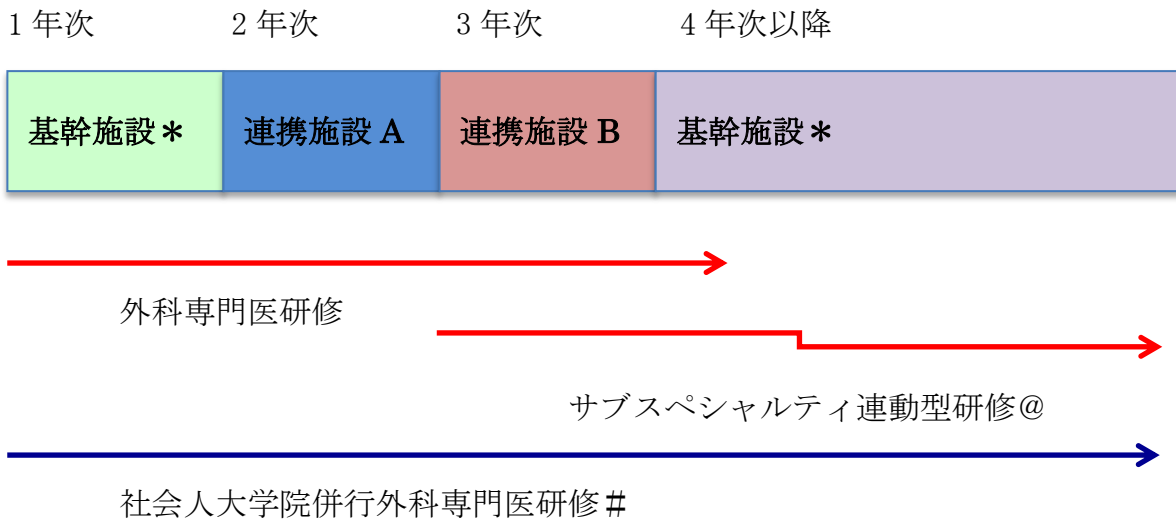 1 年次 2 年次 3 年次 4 年次以降
基幹施設＊ 連携施設 A 連携施設 B 基幹施設＊
外科専門医研修
サブスペシャルティ連動型研修＠
社会人大学院併行外科専門医研修＃